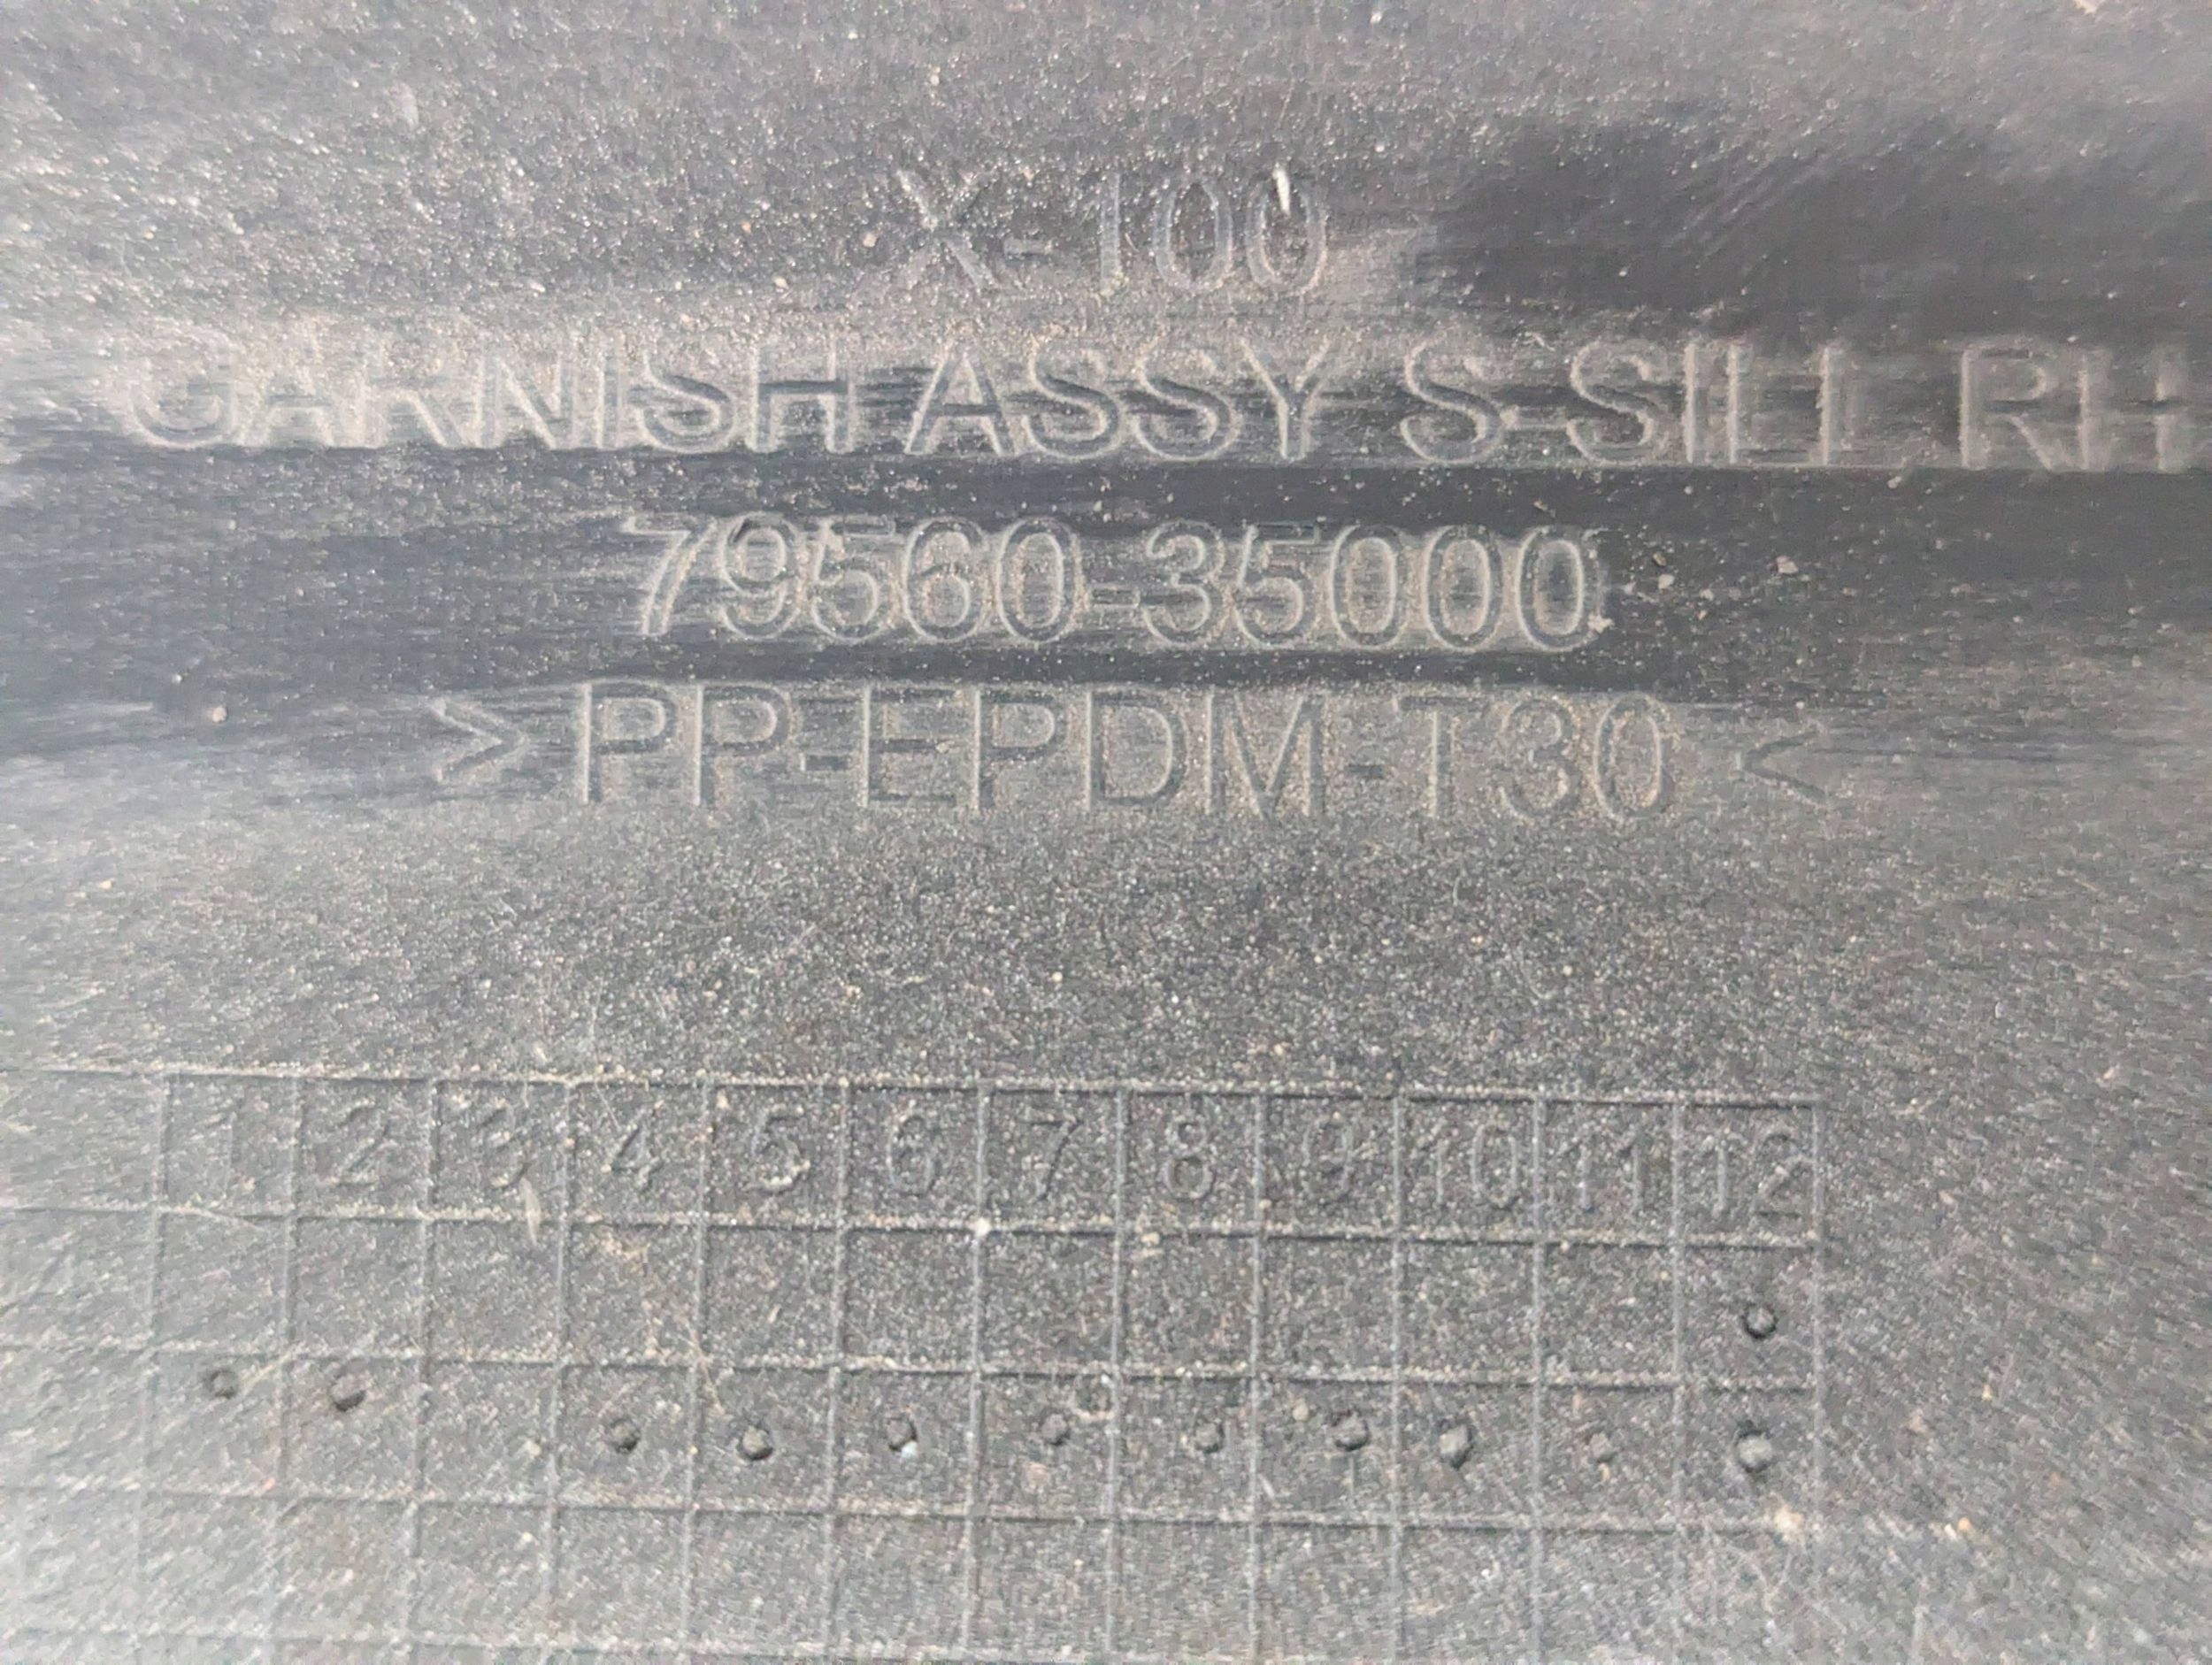 X-100
GARNISH ASSY S-SILL RH
79560-35000
>PP-EPDM-T30<
1 2 3 4 5 6 7 8 9 10 11 12